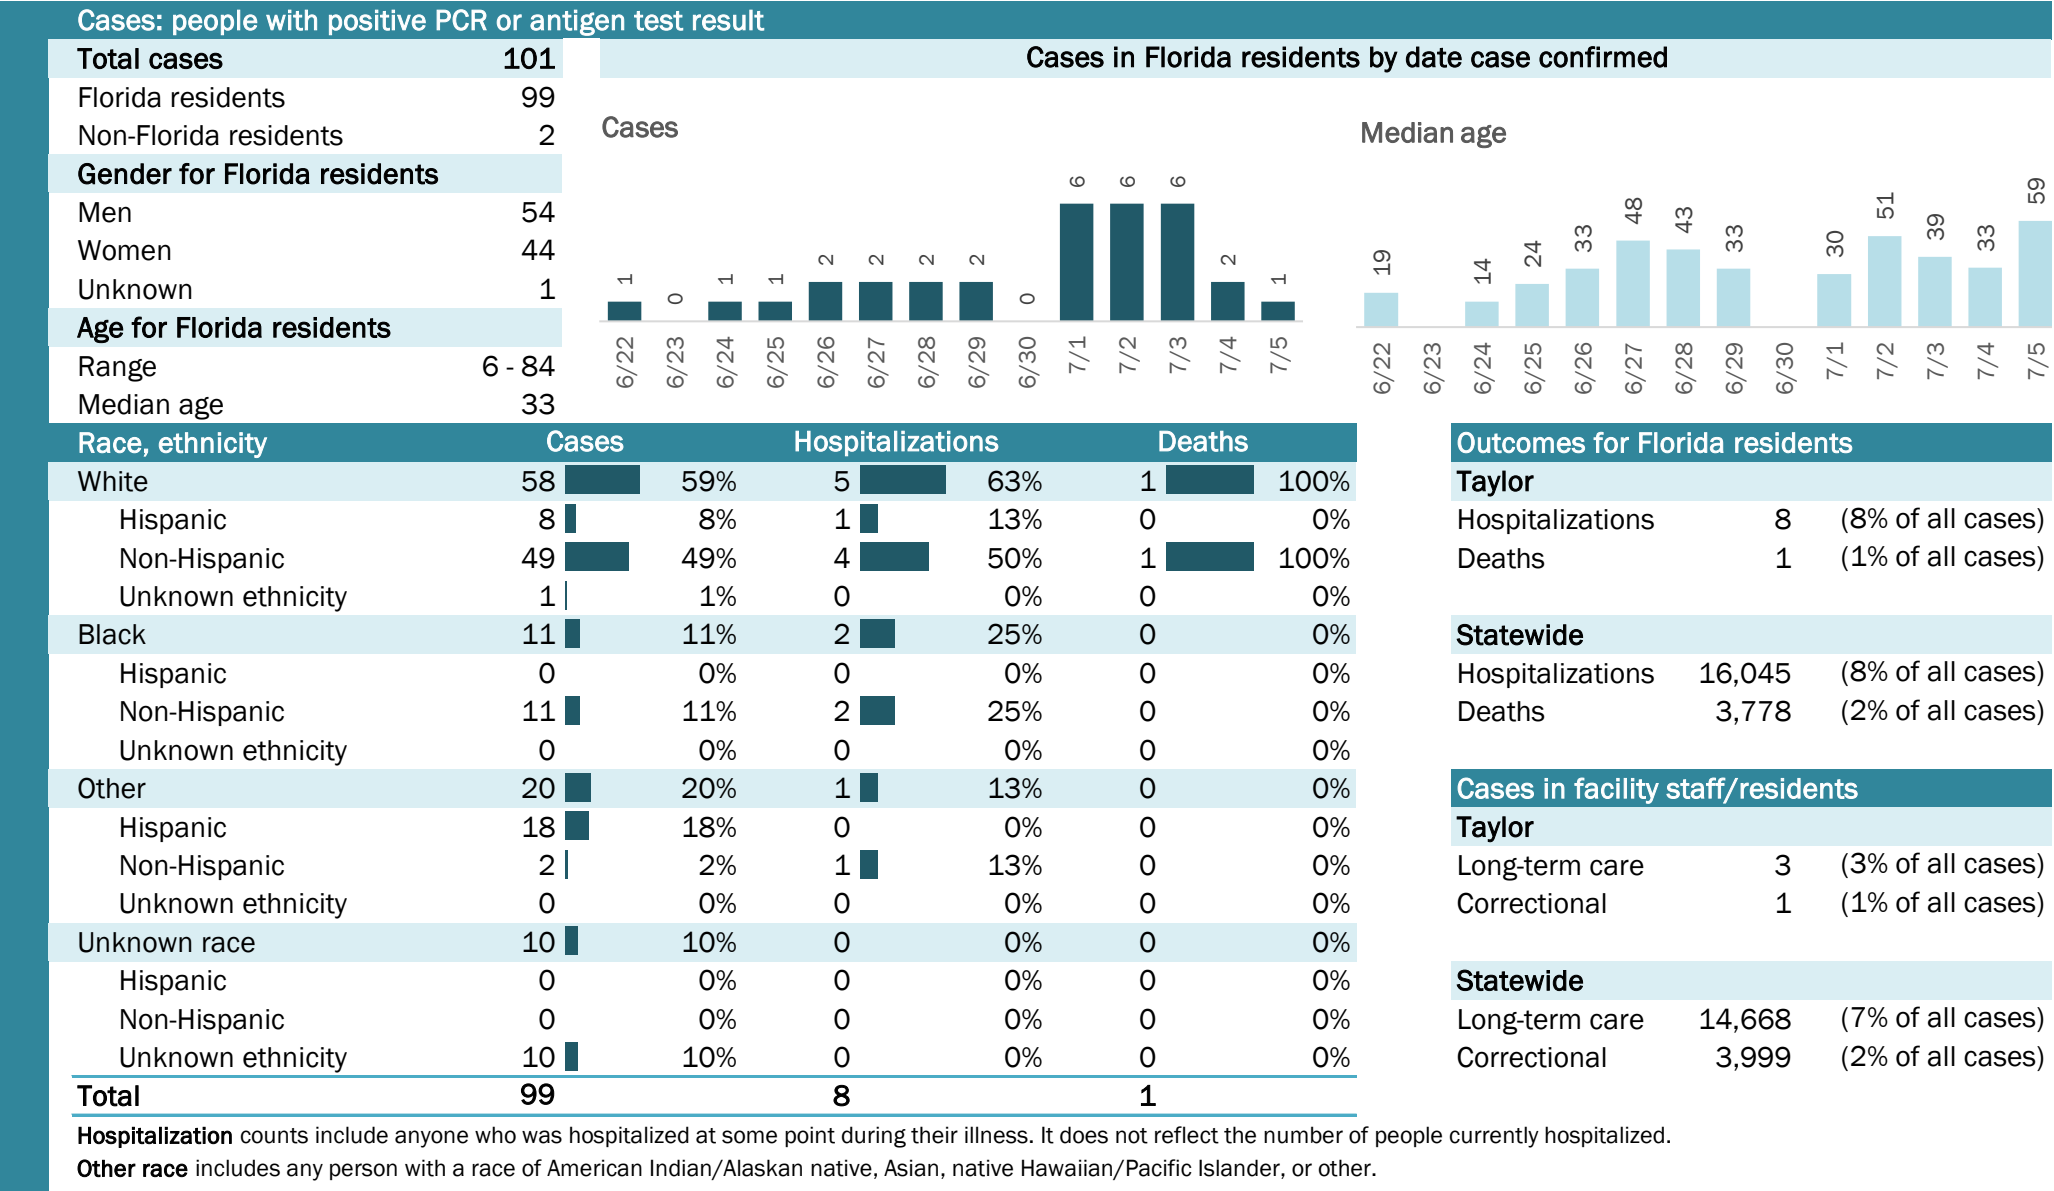 Cases: people with positive PCR or antigen test result
Total cases 101
Florida residents 99
Non-Florida residents 2
Gender for Florida residents
Men 54
Women 44
Unknown 1
Age for Florida residents
Range 6 - 84
Median age 33
Cases in Florida residents by date case confirmed
Cases
1 0 1 1 2 2 2 2 0 6 6 6 2 1
6/22 6/23 6/24 6/25 6/26 6/27 6/28 6/29 6/30 7/1 7/2 7/3 7/4 7/5
Median age
19 14 24 33 48 43 33 30 51 39 33 59
6/22 6/23 6/24 6/25 6/26 6/27 6/28 6/29 6/30 7/1 7/2 7/3 7/4 7/5
Race, ethnicity Cases Hospitalizations Deaths
White 58 59% 5 63% 1 100%
Hispanic 8 8% 1 13% 0 0%
Non-Hispanic 49 49% 4 50% 1 100%
Unknown ethnicity 1 1% 0 0% 0 0%
Black 11 11% 2 25% 0 0%
Hispanic 0 0% 0 0% 0 0%
Non-Hispanic 11 11% 2 25% 0 0%
Unknown ethnicity 0 0% 0 0% 0 0%
Other 20 20% 1 13% 0 0%
Hispanic 18 18% 0 0% 0 0%
Non-Hispanic 2 2% 1 13% 0 0%
Unknown ethnicity 0 0% 0 0% 0 0%
Unknown race 10 10% 0 0% 0 0%
Hispanic 0 0% 0 0% 0 0%
Non-Hispanic 0 0% 0 0% 0 0%
Unknown ethnicity 10 10% 0 0% 0 0%
Total 99 8 1
Outcomes for Florida residents
Taylor
Hospitalizations 8 (8% of all cases)
Deaths 1 (1% of all cases)
Statewide
Hospitalizations 16,045 (8% of all cases)
Deaths 3,778 (2% of all cases)
Cases in facility staff/residents
Taylor
Long-term care 3 (3% of all cases)
Correctional 1 (1% of all cases)
Statewide
Long-term care 14,668 (7% of all cases)
Correctional 3,999 (2% of all cases)
Hospitalization counts include anyone who was hospitalized at some point during their illness. It does not reflect the number of people currently hospitalized.
Other race includes any person with a race of American Indian/Alaskan native, Asian, native Hawaiian/Pacific Islander, or other.